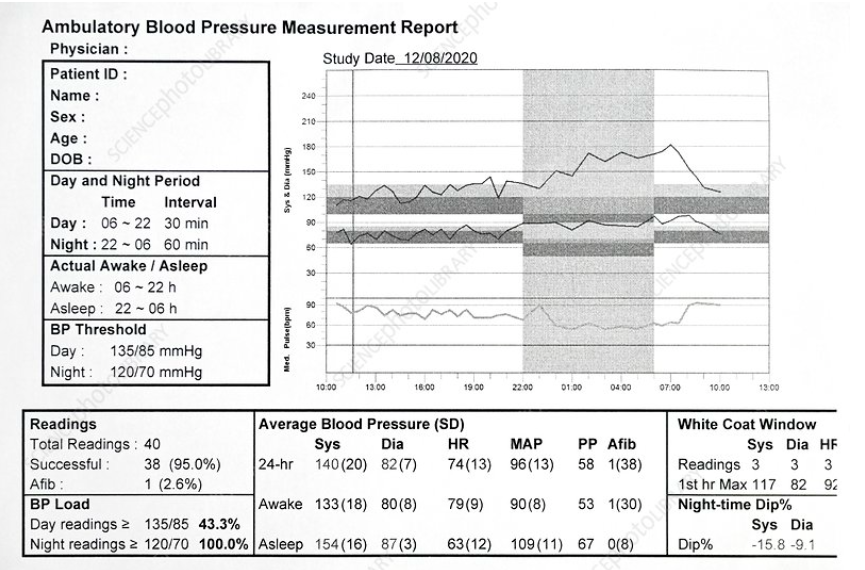 Ambulatory Blood Pressure Measurement Report
Physician :
Study Date 12/08/2020
Patient ID :
Name :
Sex :
Age :
DOB :
Day and Night Period
Time Interval
Day : 06 ~ 22 30 min
Night : 22 ~ 06 60 min
Actual Awake / Asleep
Awake : 06 ~ 22 h
Asleep : 22 ~ 06 h
BP Threshold
Day : 135/85 mmHg
Night : 120/70 mmHg
Sys & Dia (mmHg)
240
210
180
150
120
90
60
30
Med. Pulse(bpm)
90
60
30
10:00 13:00 16:00 19:00 22:00 01:00 04:00 07:00 10:00 13:00
Readings
Total Readings : 40
Successful : 38 (95.0%)
Afib : 1 (2.6%)
BP Load
Day readings ≥ 135/85 43.3%
Night readings ≥ 120/70 100.0%
Average Blood Pressure (SD)
Sys Dia HR MAP PP Afib
24-hr 140(20) 82(7) 74(13) 96(13) 58 1(38)
Awake 133(18) 80(8) 79(9) 90(8) 53 1(30)
Asleep 154(16) 87(3) 63(12) 109(11) 67 0(8)
White Coat Window
Sys Dia HR
Readings 3 3 3
1st hr Max 117 82 92
Night-time Dip%
Sys Dia
Dip% -15.8 -9.1
SCIENCEphotoLIBRARY